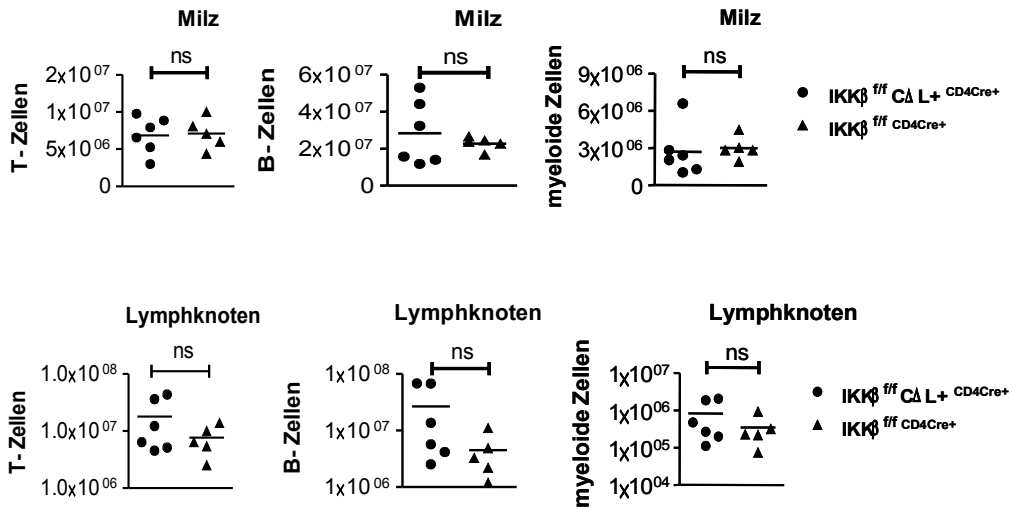 Milz
ns
T- Zellen
2x10 07
1x10 07
5x10 06
0
Milz
ns
B- Zellen
6x10 07
4x10 07
2x10 07
0
Milz
ns
myeloide Zellen
9x10 06
6x10 06
3x10 06
0
IKKβ f/f CΔ L+ CD4Cre+
IKKβ f/f CD4Cre+
Lymphknoten
ns
T- Zellen
1.0x10 08
1.0x10 07
1.0x10 06
Lymphknoten
ns
B- Zellen
1x10 08
1x10 07
1x10 06
Lymphknoten
ns
myeloide Zellen
1x10 07
1x10 06
1x10 05
1x10 04
IKKβ f/f CΔ L+ CD4Cre+
IKKβ f/f CD4Cre+